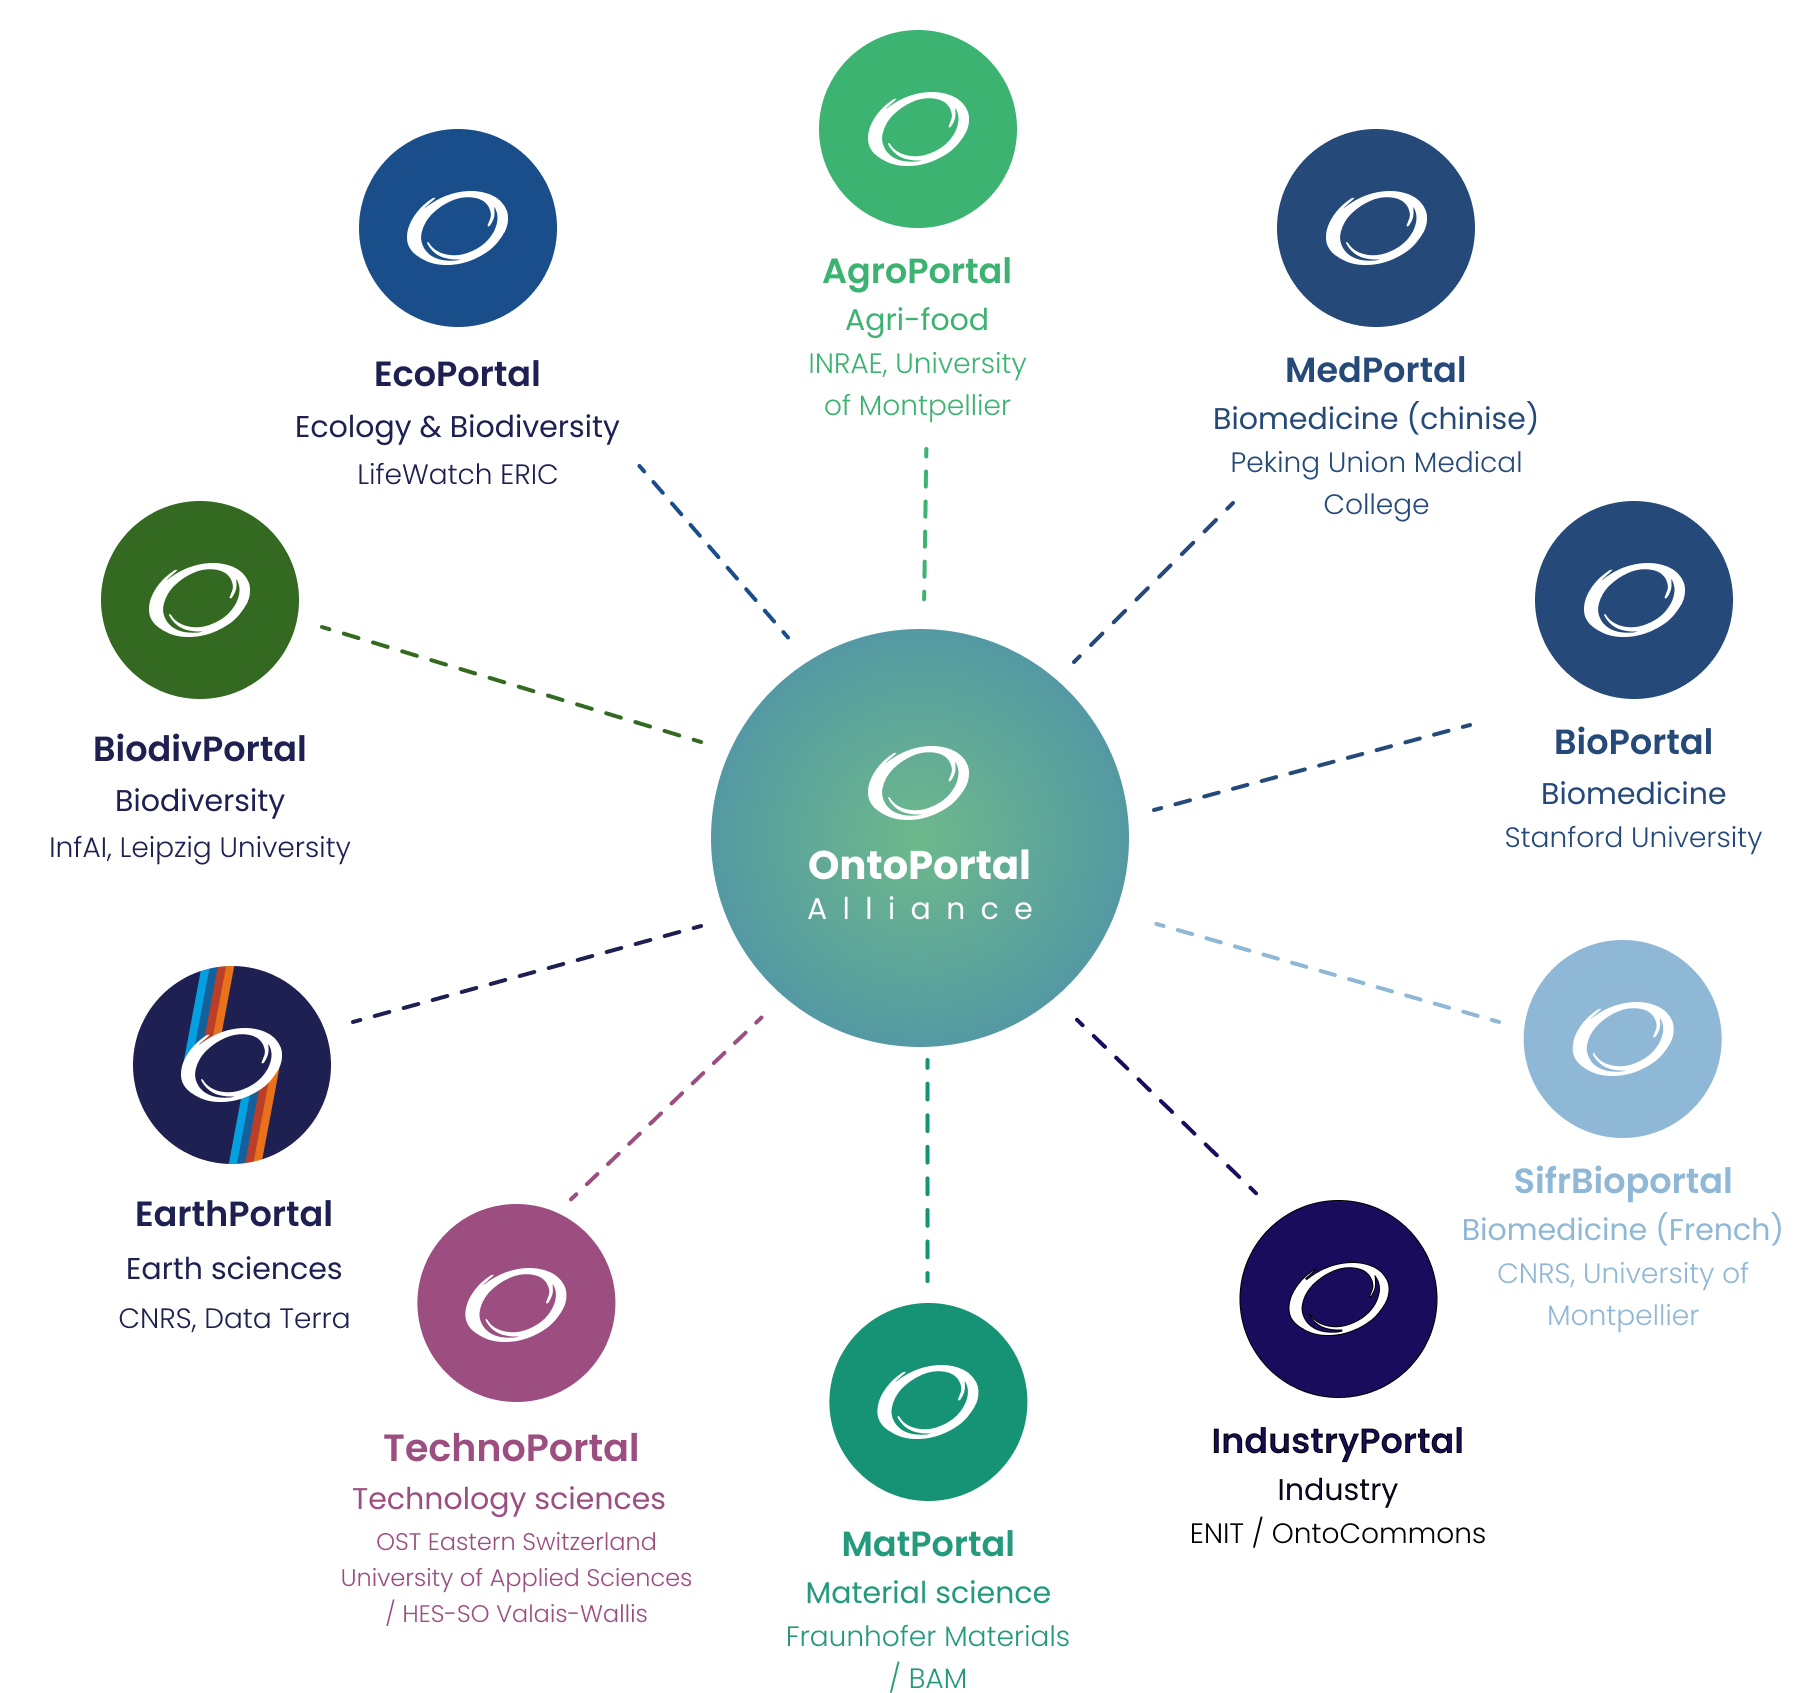 AgroPortal
Agri-food
INRAE, University
of Montpellier
EcoPortal
Ecology & Biodiversity
LifeWatch ERIC
MedPortal
Biomedicine (chinise)
Peking Union Medical
College
BiodivPortal
Biodiversity
InfAI, Leipzig University
BioPortal
Biomedicine
Stanford University
OntoPortal
Alliance
EarthPortal
Earth sciences
CNRS, Data Terra
SifrBioportal
Biomedicine (French)
CNRS, University of
Montpellier
TechnoPortal
Technology sciences
OST Eastern Switzerland
University of Applied Sciences
/ HES-SO Valais-Wallis
MatPortal
Material science
Fraunhofer Materials
/ BAM
IndustryPortal
Industry
ENIT / OntoCommons